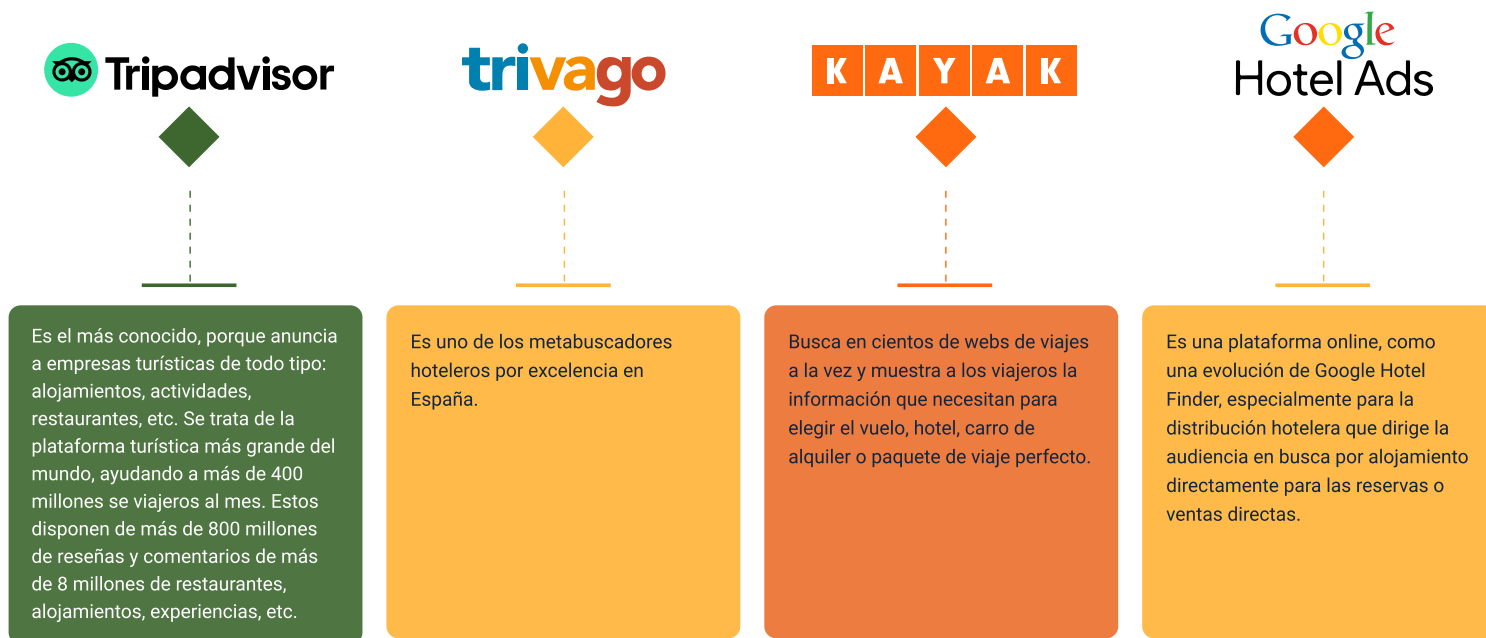 Tripadvisor
trivago
KAYAK
Google
Hotel Ads
Es el más conocido, porque anuncia
a empresas turísticas de todo tipo:
alojamientos, actividades,
restaurantes, etc. Se trata de la
plataforma turística más grande del
mundo, ayudando a más de 400
millones se viajeros al mes. Estos
disponen de más de 800 millones
de reseñas y comentarios de más
de 8 millones de restaurantes,
alojamientos, experiencias, etc.
Es uno de los metabuscadores
hoteleros por excelencia en
España.
Busca en cientos de webs de viajes
a la vez y muestra a los viajeros la
información que necesitan para
elegir el vuelo, hotel, carro de
alquiler o paquete de viaje perfecto.
Es una plataforma online, como
una evolución de Google Hotel
Finder, especialmente para la
distribución hotelera que dirige la
audiencia en busca por alojamiento
directamente para las reservas o
ventas directas.